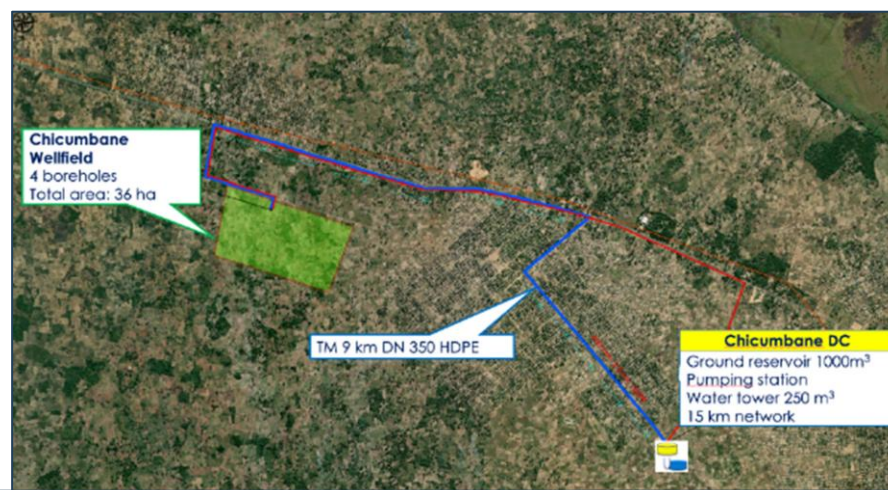 Chicumbane
Wellfield
4 boreholes
Total area: 36 ha
TM 9 km DN 350 HDPE
Chicumbane DC
Ground reservoir 1000m³
Pumping station
Water tower 250 m³
15 km network